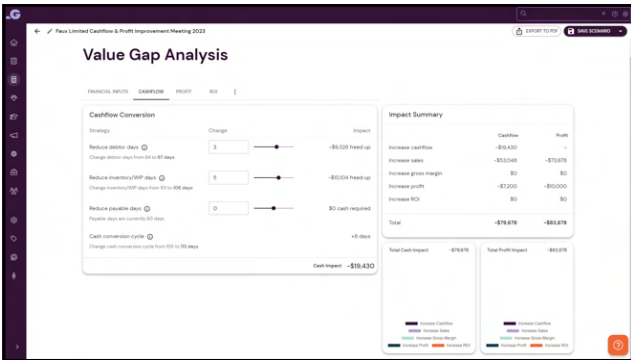 .G
Faux Limited Cashflow & Profit Improvement Meeting 2023
EXPORT TO PDF
SAVE SCENARIO
Value Gap Analysis
FINANCIAL INPUTS CASHFLOW PROFIT ROI
Cashflow Conversion
Strategy Change Impact
Reduce debtor days 3 -$9,326 freed up
Change debtor days from 64 to 67 days
Reduce inventory/WIP days 5 -$10,104 freed up
Change inventory/WIP days from 101 to 106 days
Reduce payable days 0 $0 cash required
Payable days are currently 60 days
Cash conversion cycle +8 days
Change cash conversion cycle from 105 to 113 days
Cash Impact -$19,430
Impact Summary
Cashflow Profit
Increase cashflow -$19,430 -
Increase sales -$53,048 -$73,678
Increase gross margin $0 $0
Increase profit -$7,200 -$10,000
Increase ROI $0 $0
Total -$79,678 -$83,678
Total Cash Impact -$79,678
Increase Cashflow
Increase Sales
Increase Gross Margin
Increase Profit Increase ROI
Total Profit Impact -$83,678
Increase Cashflow
Increase Sales
Increase Gross Margin
Increase Profit Increase ROI